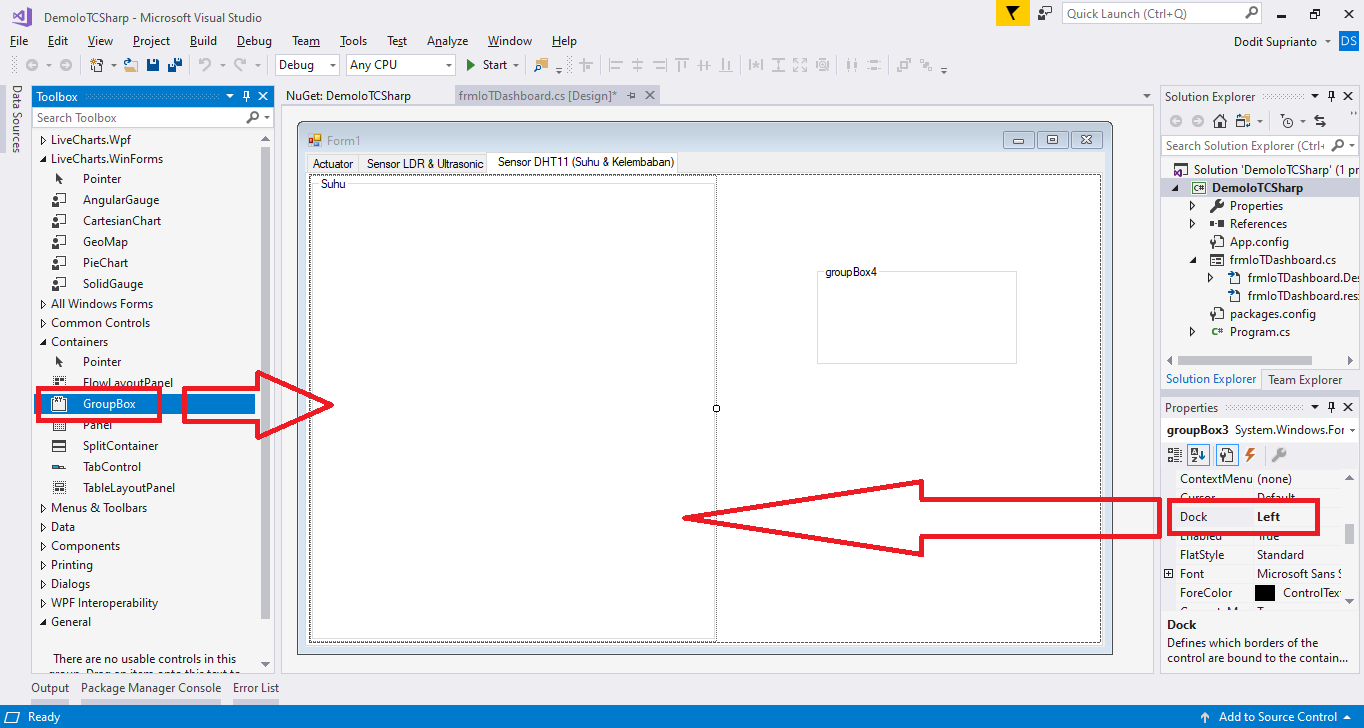 DemoIoTCSharp - Microsoft Visual Studio
Quick Launch (Ctrl+Q)
File Edit View Project Build Debug Team Tools Test Analyze Window Help
Dodit Suprianto DS
Debug Any CPU Start
Data Sources
Toolbox
Search Toolbox
LiveCharts.Wpf
LiveCharts.WinForms
Pointer
AngularGauge
CartesianChart
GeoMap
PieChart
SolidGauge
All Windows Forms
Common Controls
Containers
Pointer
FlowLayoutPanel
GroupBox
Panel
SplitContainer
TabControl
TableLayoutPanel
Menus & Toolbars
Data
Components
Printing
Dialogs
WPF Interoperability
General
There are no usable controls in this
group. Drag an item onto this text to
NuGet: DemoIoTCSharp
frmIoTDashboard.cs [Design]*
Form1
Actuator Sensor LDR & Ultrasonic Sensor DHT11 (Suhu & Kelembaban)
Suhu
groupBox4
Solution Explorer
Search Solution Explorer (Ctrl+
Solution 'DemoIoTCSharp' (1 pr
C# DemoIoTCSharp
Properties
References
App.config
frmIoTDashboard.cs
frmIoTDashboard.Des
frmIoTDashboard.res
packages.config
C# Program.cs
Solution Explorer Team Explorer
Properties
groupBox3 System.Windows.For
ContextMenu (none)
Cursor Default
Dock Left
Enabled True
FlatStyle Standard
Font Microsoft Sans S
ForeColor ControlTex
Dock
Defines which borders of the
control are bound to the contain...
Output Package Manager Console Error List
Ready
Add to Source Control